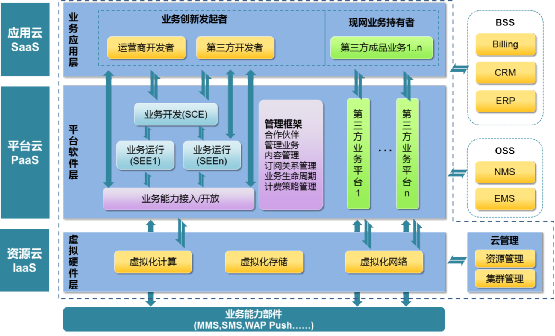 应用云
SaaS
业务应用层
业务创新发起者
运营商开发者
第三方开发者
现网业务持有者
第三方成品业务1..n
BSS
Billing
CRM
ERP
平台云
PaaS
平台软件层
业务开发(SCE)
业务运行
(SEE1)
业务运行
(SEEn)
业务能力接入/开放
管理框架
合作伙伴
管理业务
内容管理
订阅关系管理
业务生命周期
计费策略管理
第三方业务平台1
...
第三方业务平台n
OSS
NMS
EMS
资源云
IaaS
虚拟硬件层
虚拟化计算
虚拟化存储
虚拟化网络
云管理
资源管理
集群管理
业务能力部件
(MMS,SMS,WAP Push……)